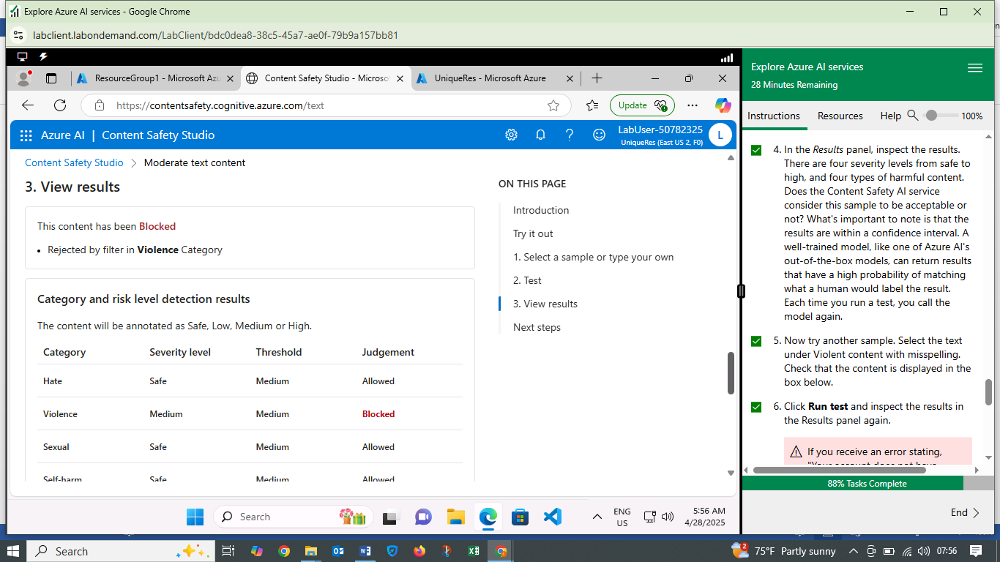 Explore Azure AI services - Google Chrome
labclient.labondemand.com/LabClient/bdc0dea8-38c5-45a7-ae0f-79b9a157bb81
ResourceGroup1 - Microsoft Azu
Content Safety Studio - Microso
UniqueRes - Microsoft Azure
https://contentsafety.cognitive.azure.com/text
Update
Azure AI | Content Safety Studio
LabUser-50782325
UniqueRes (East US 2, F0)
L
Content Safety Studio > Moderate text content
3. View results
This content has been Blocked
• Rejected by filter in Violence Category
Category and risk level detection results
The content will be annotated as Safe, Low, Medium or High.
Category Severity level Threshold Judgement
Hate Safe Medium Allowed
Violence Medium Medium Blocked
Sexual Safe Medium Allowed
Self-harm Safe Medium Allowed
ON THIS PAGE
Introduction
Try it out
1. Select a sample or type your own
2. Test
3. View results
Next steps
Search
ENG
US
5:56 AM
4/28/2025
Explore Azure AI services
28 Minutes Remaining
Instructions Resources Help 100%
4. In the Results panel, inspect the results.
There are four severity levels from safe to
high, and four types of harmful content.
Does the Content Safety AI service
consider this sample to be acceptable or
not? What's important to note is that the
results are within a confidence interval. A
well-trained model, like one of Azure AI's
out-of-the-box models, can return results
that have a high probability of matching
what a human would label the result.
Each time you run a test, you call the
model again.
5. Now try another sample. Select the text
under Violent content with misspelling.
Check that the content is displayed in the
box below.
6. Click Run test and inspect the results in
the Results panel again.
If you receive an error stating,
"Your account does not have
88% Tasks Complete
End
Search
2
75°F Partly sunny
07:56